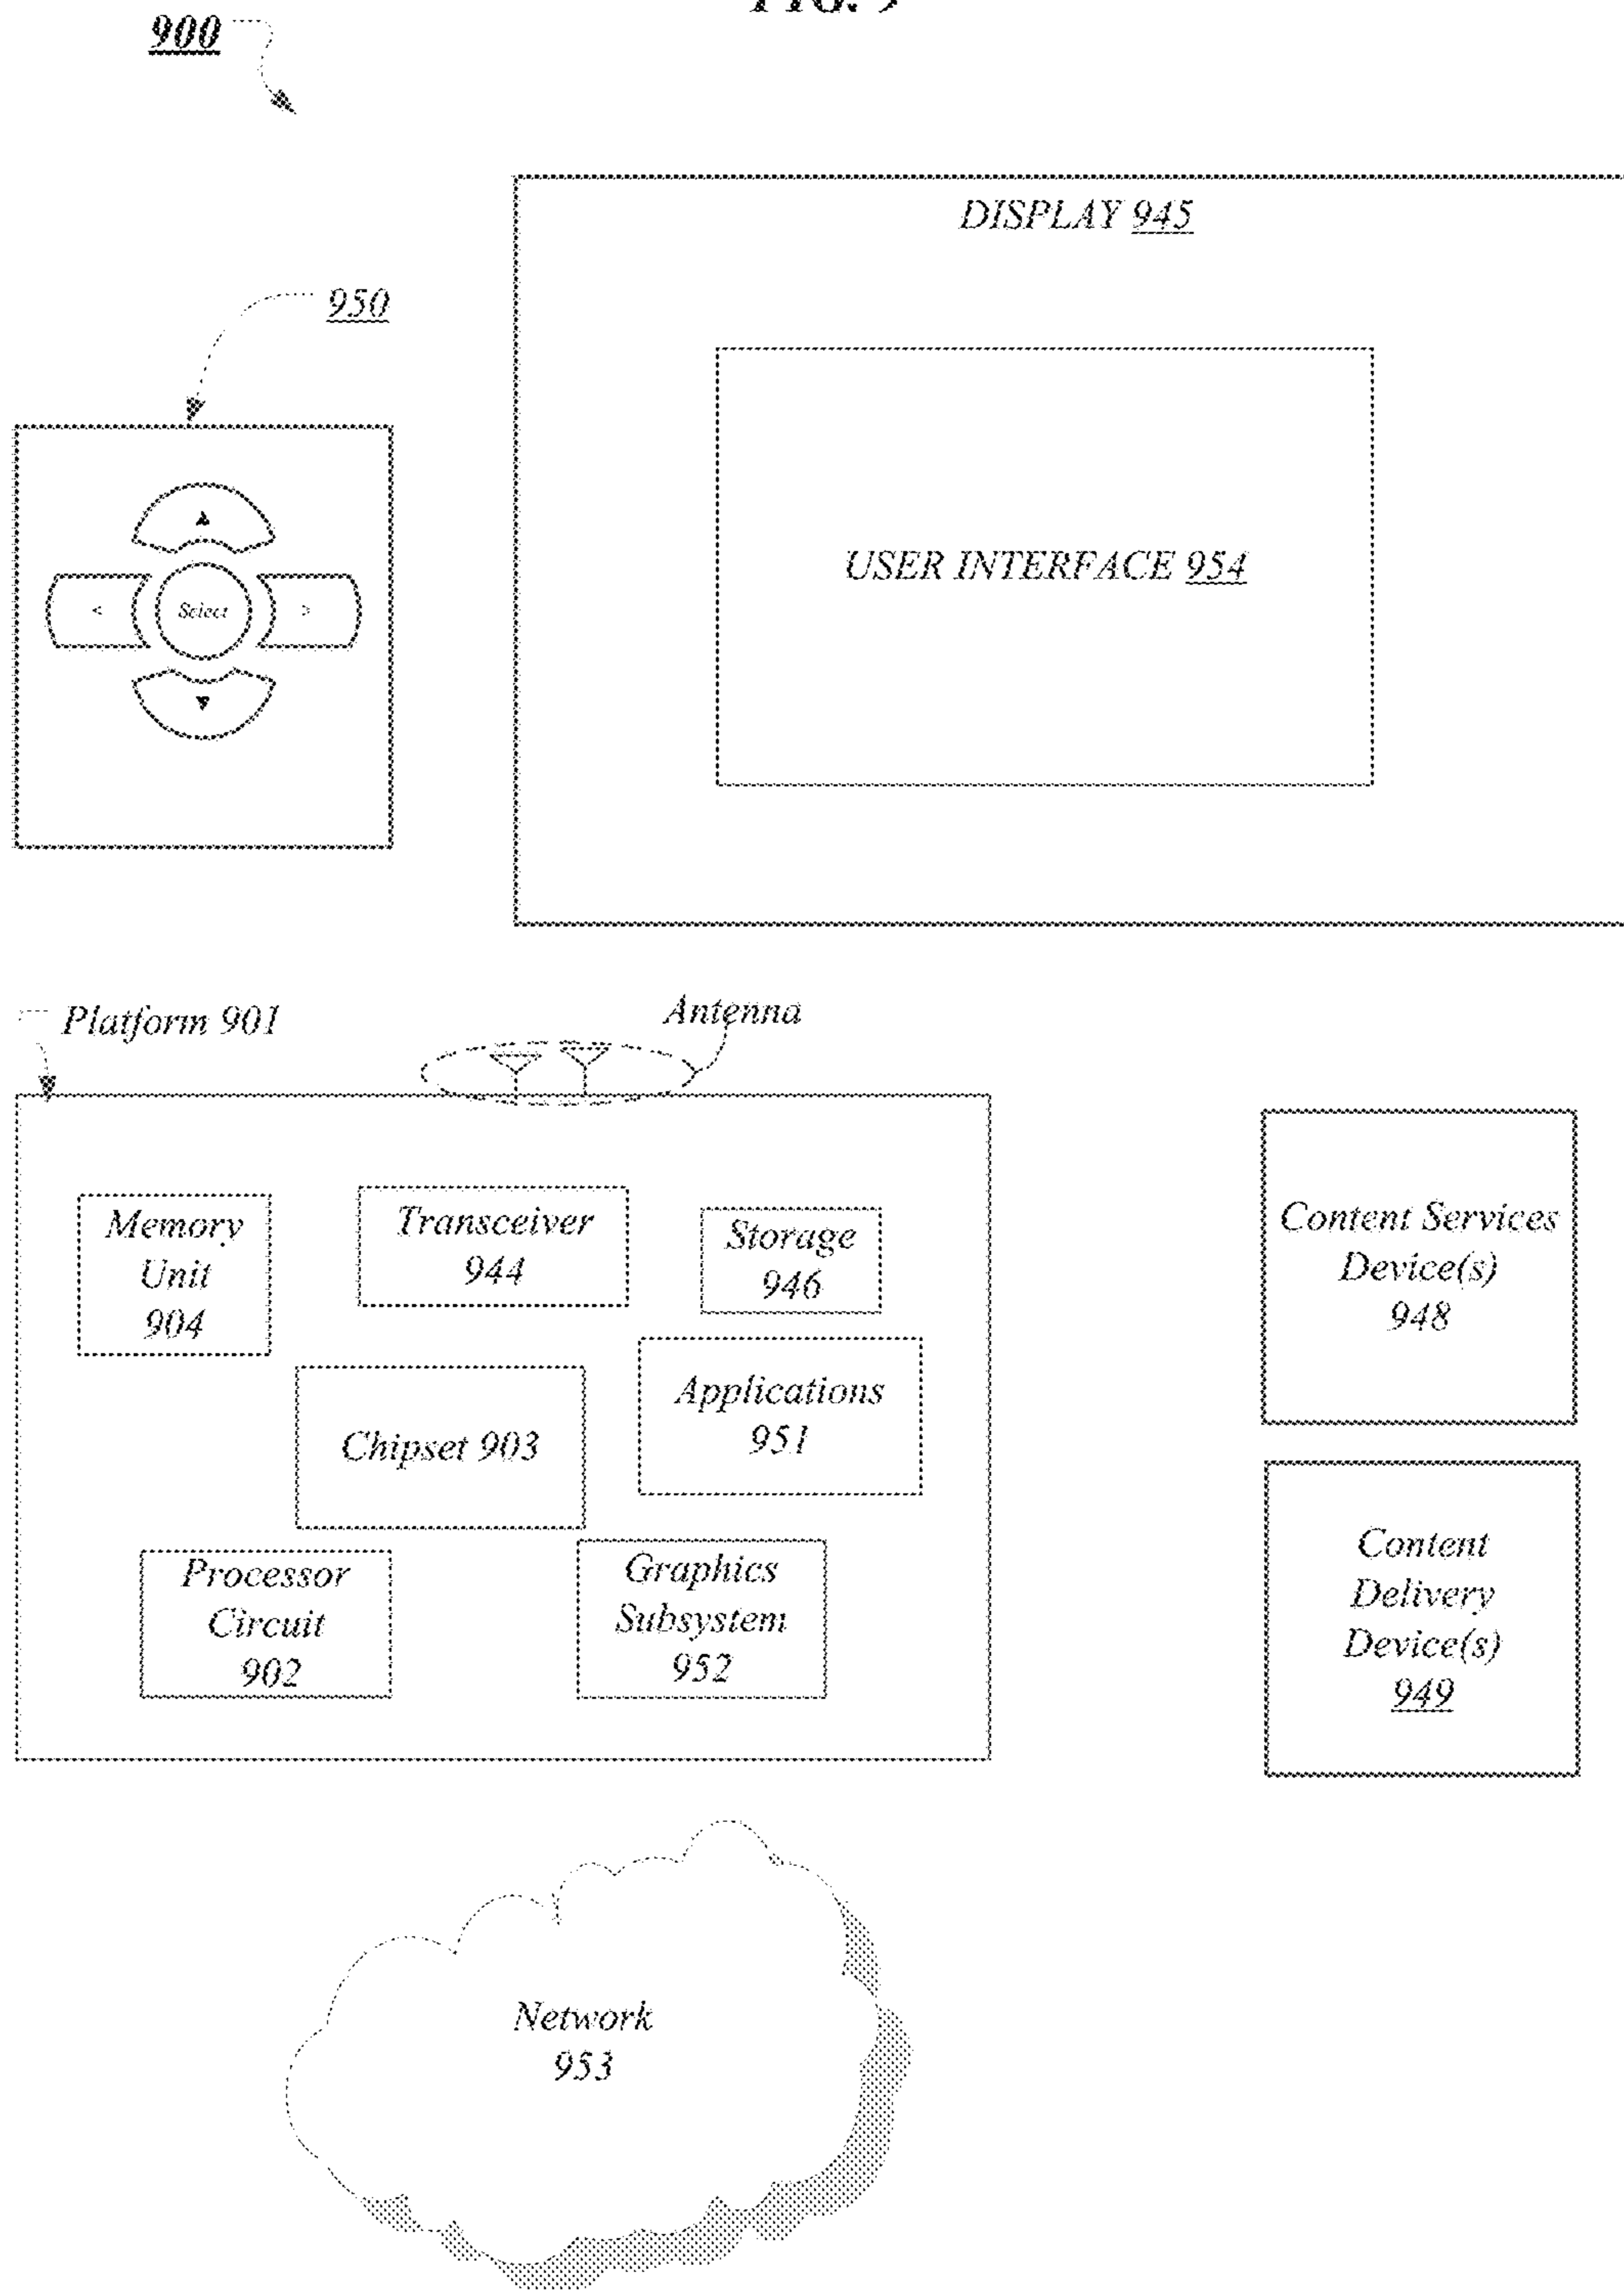 FIG. 9
900
DISPLAY 945
950
USER INTERFACE 954
<
Select
>
Platform 901
Antenna
Memory
Unit
904
Transceiver
944
Storage
946
Chipset 903
Applications
951
Processor
Circuit
902
Graphics
Subsystem
952
Content Services
Device(s)
948
Content
Delivery
Device(s)
949
Network
953